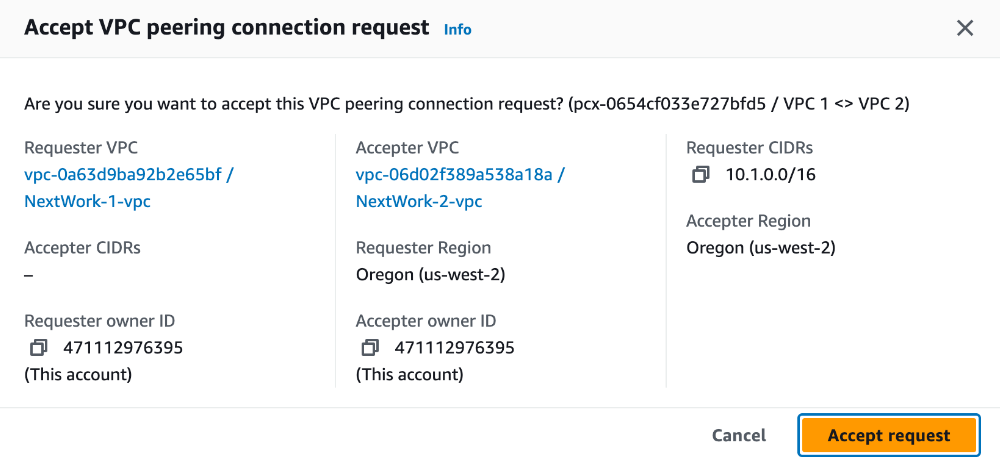 Accept VPC peering connection request Info
Are you sure you want to accept this VPC peering connection request? (pcx-0654cf033e727bfd5 / VPC 1 <> VPC 2)
Requester VPC
vpc-0a63d9ba92b2e65bf /
NextWork-1-vpc
Accepter VPC
vpc-06d02f389a538a18a /
NextWork-2-vpc
Requester CIDRs
10.1.0.0/16
Accepter CIDRs
–
Requester Region
Oregon (us-west-2)
Accepter Region
Oregon (us-west-2)
Requester owner ID
471112976395
(This account)
Accepter owner ID
471112976395
(This account)
Cancel
Accept request